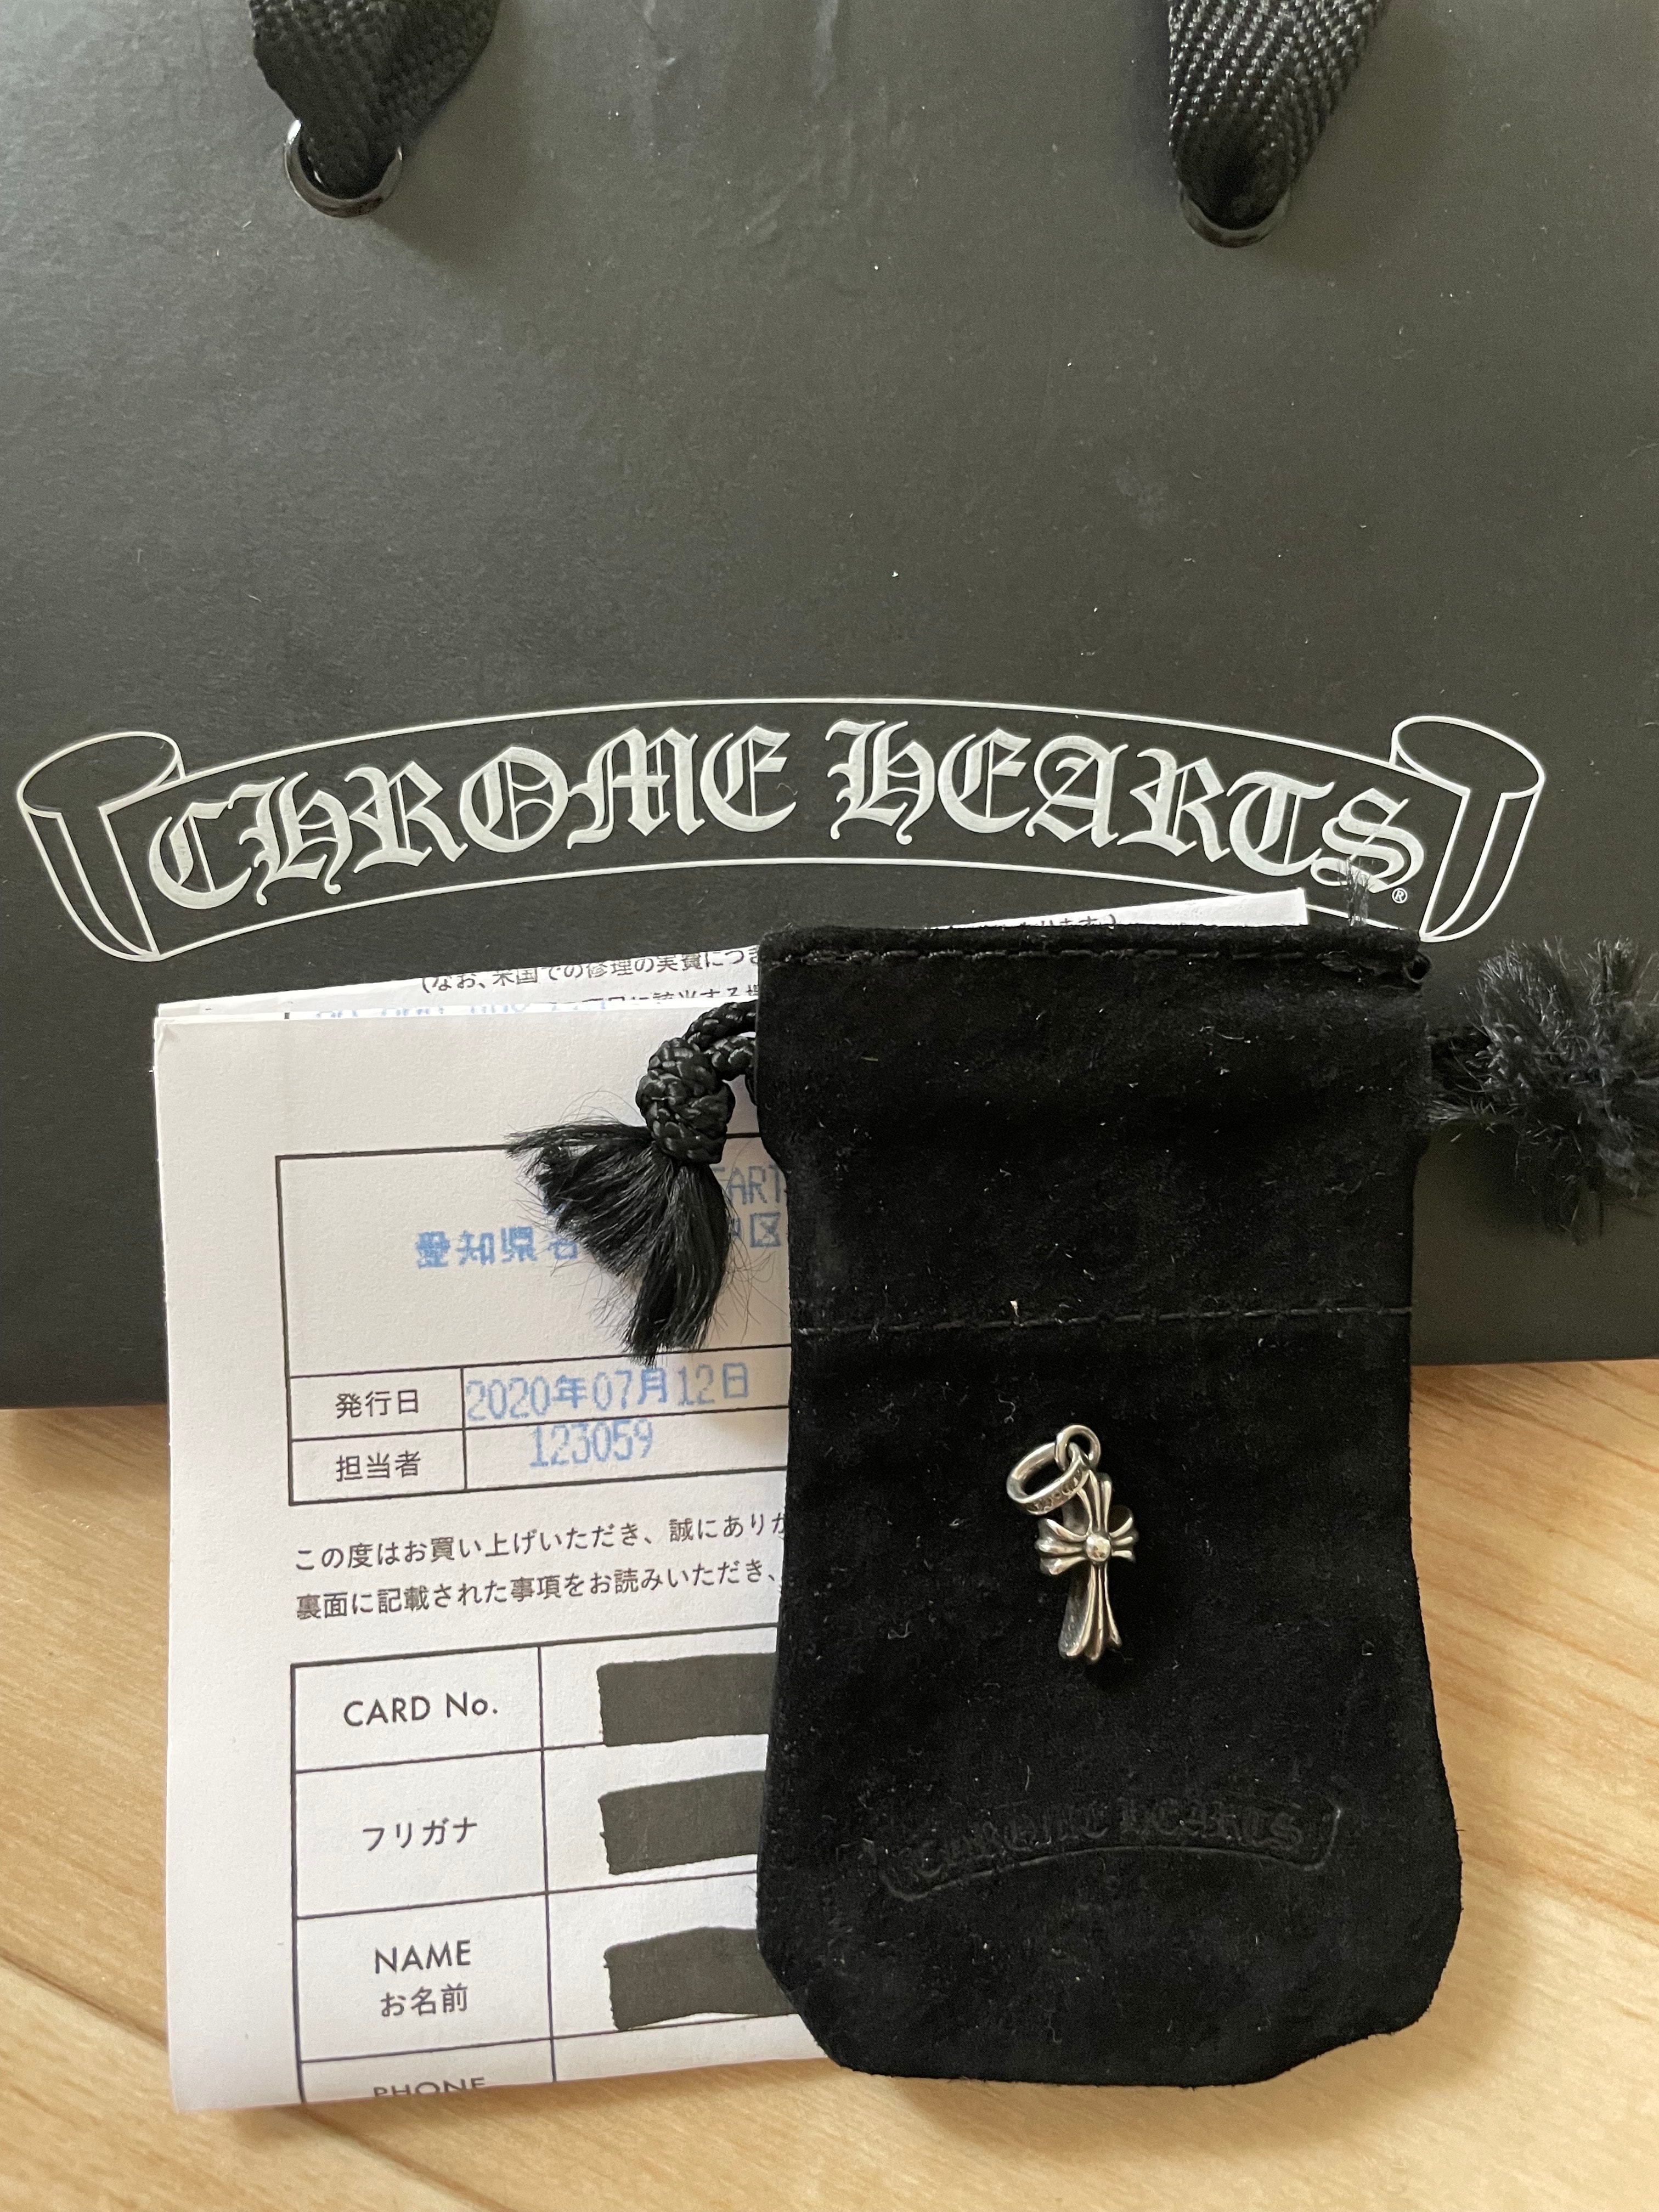 CHROME HEARTS®
(なお、米国での修理の実費につき
愛知県名
区
発行日 2020年07月12日
担当者 123059
この度はお買い上げいただき、誠にありが
裏面に記載された事項をお読みいただき、
CARD No.
フリガナ
NAME
お名前
PHONE
CHROME HEARTS